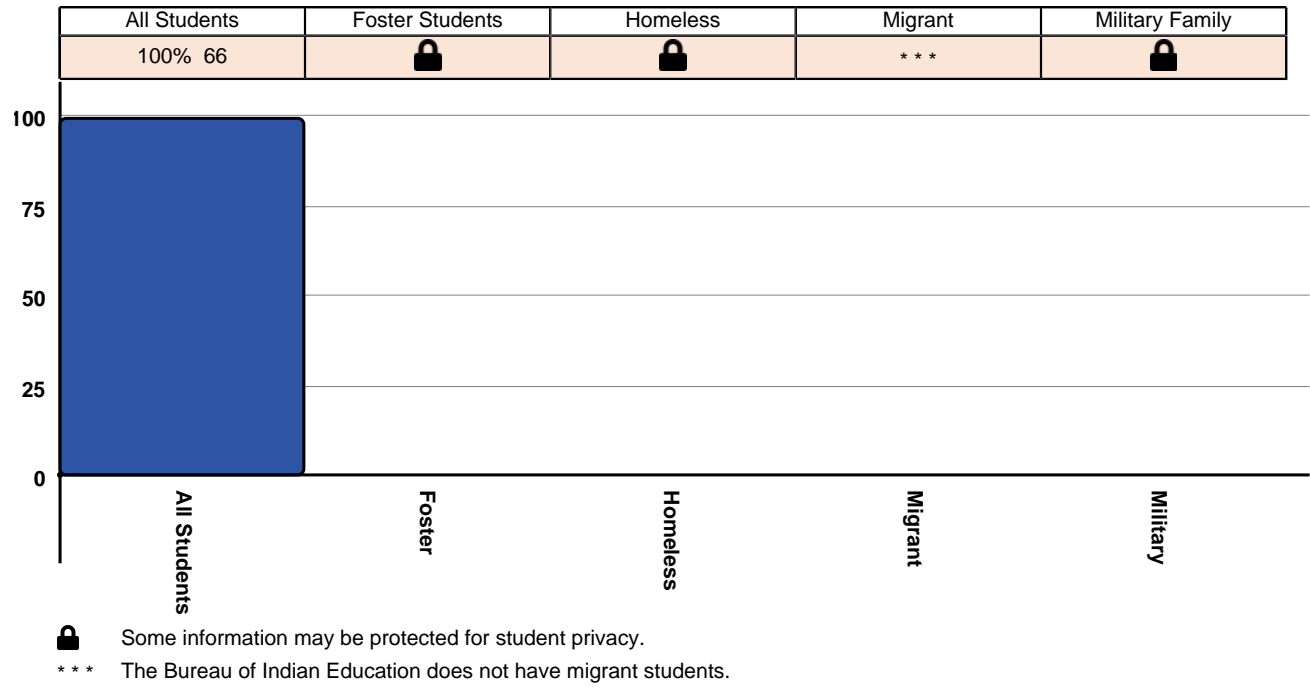 All Students Foster Students Homeless Migrant Military Family
100% 66 * * *
100
75
50
25
0
All Students
Foster
Homeless
Migrant
Military
Some information may be protected for student privacy.
* * * The Bureau of Indian Education does not have migrant students.